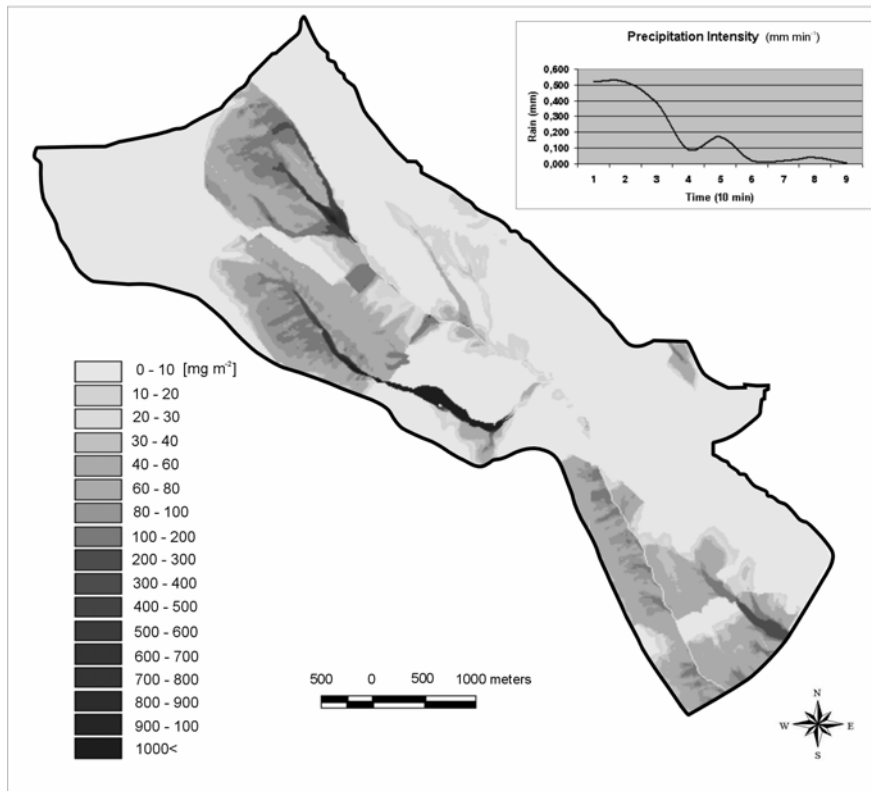 Precipitation Intensity (mm min⁻¹)
Rain (mm)
0,600
0,500
0,400
0,300
0,200
0,100
0,000
1 2 3 4 5 6 7 8 9
Time (10 min)
0 - 10 [mg m⁻²]
10 - 20
20 - 30
30 - 40
40 - 60
60 - 80
80 - 100
100 - 200
200 - 300
300 - 400
400 - 500
500 - 600
600 - 700
700 - 800
800 - 900
900 - 100
1000<
500 0 500 1000 meters
N
W E
S